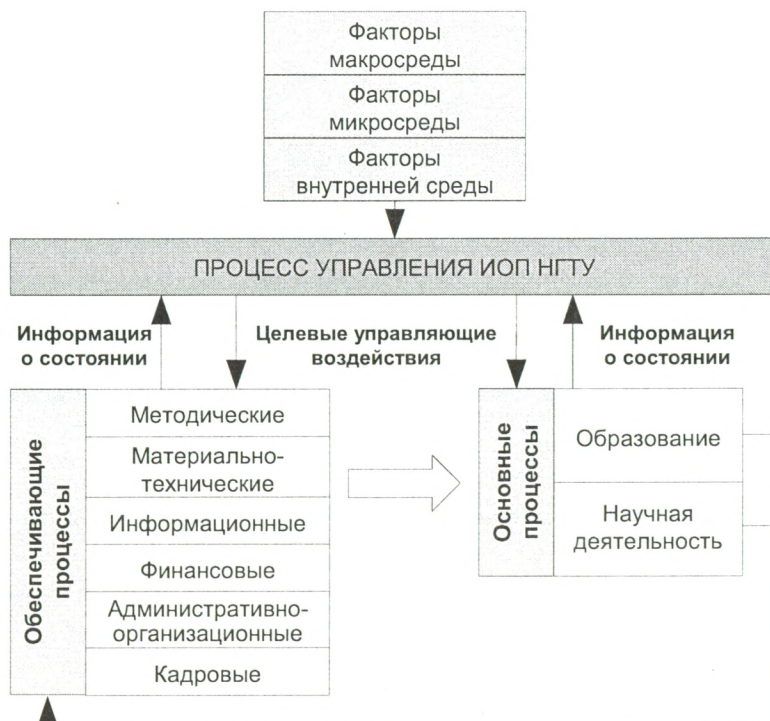 Факторы
макросреды
Факторы
микросреды
Факторы
внутренней среды
ПРОЦЕСС УПРАВЛЕНИЯ ИОП НГТУ
Информация
о состоянии
Целевые управляющие
воздействия
Информация
о состоянии
Обеспечивающие
процессы
Методические
Материально-
технические
Информационные
Финансовые
Административно-
организационные
Кадровые
Основные
процессы
Образование
Научная
деятельность